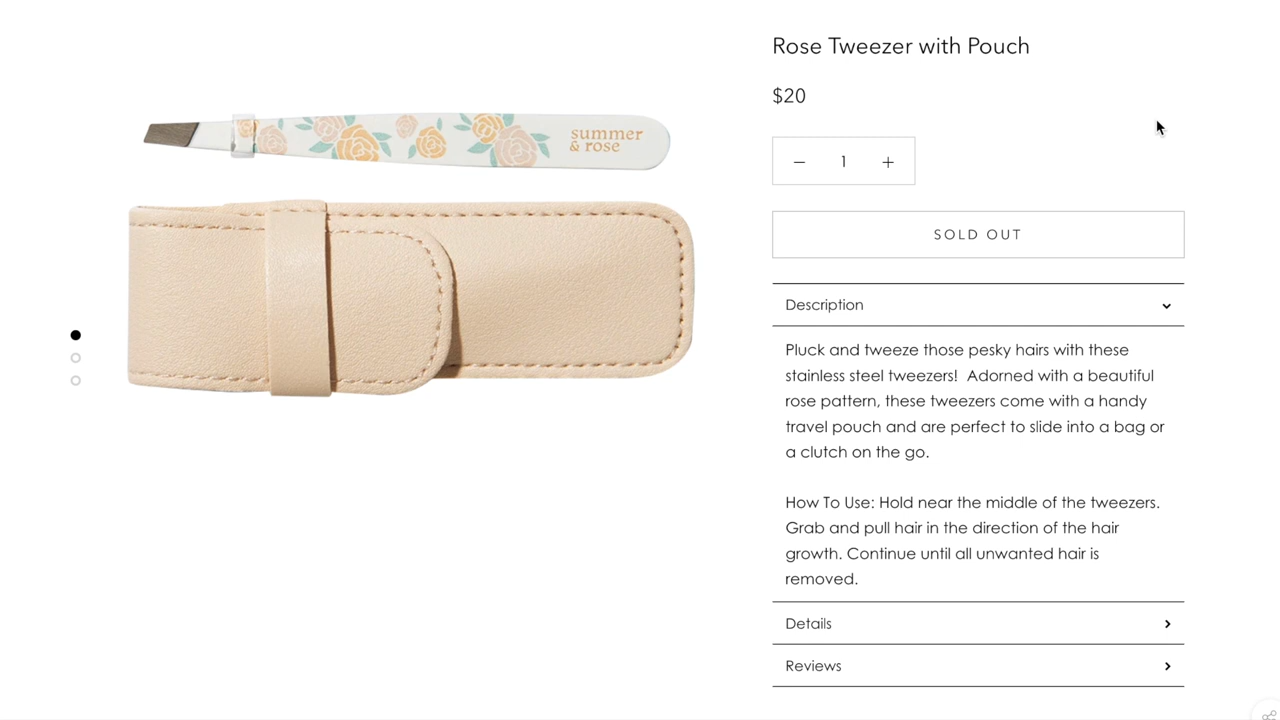 summer
& rose
Rose Tweezer with Pouch
$20
1
SOLD OUT
Description
Pluck and tweeze those pesky hairs with these
stainless steel tweezers! Adorned with a beautiful
rose pattern, these tweezers come with a handy
travel pouch and are perfect to slide into a bag or
a clutch on the go.
How To Use: Hold near the middle of the tweezers.
Grab and pull hair in the direction of the hair
growth. Continue until all unwanted hair is
removed.
Details
Reviews